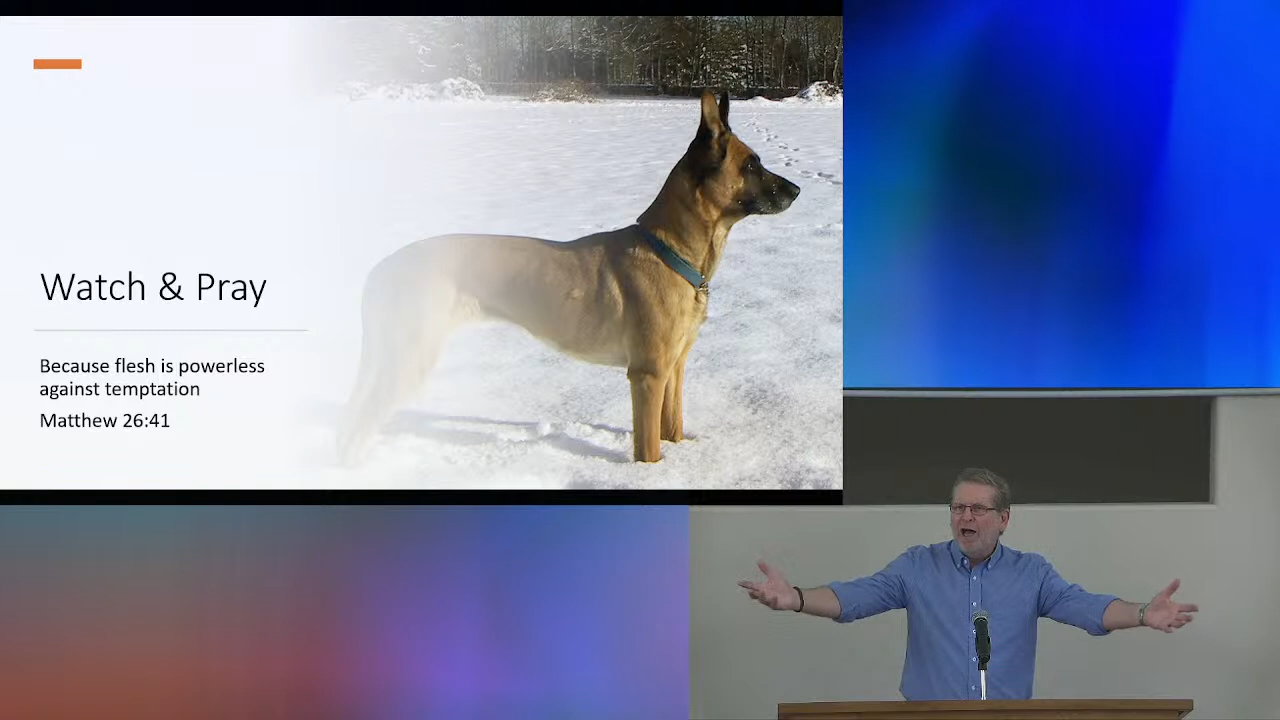 Watch & Pray
Because flesh is powerless
against temptation
Matthew 26:41